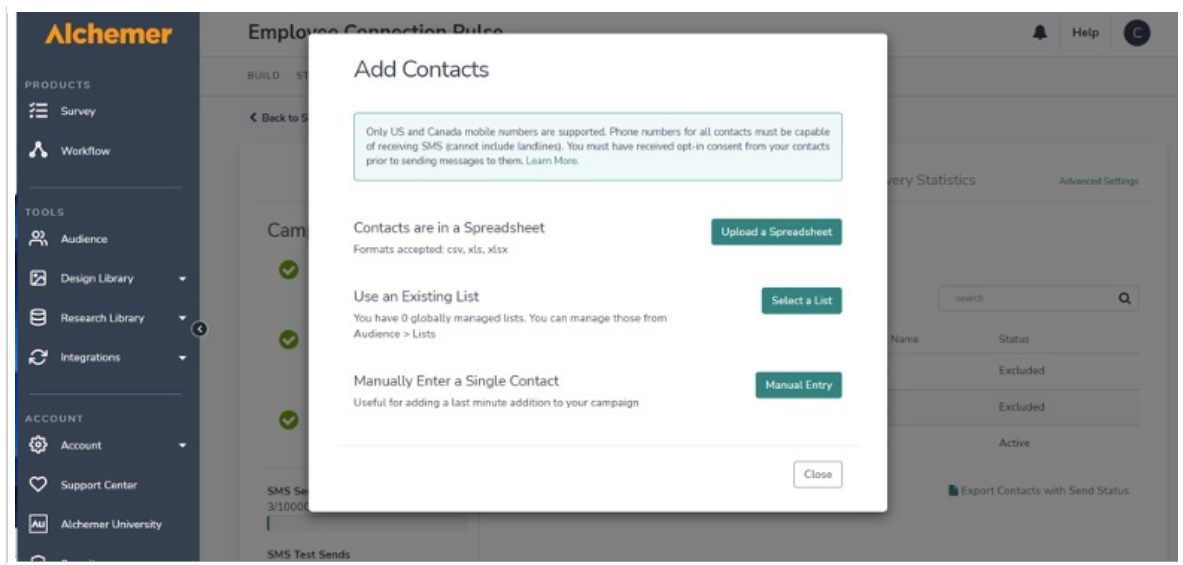 Alchemer
PRODUCTS
Survey
Workflow
TOOLS
Audience
Design Library
Research Library
Integrations
ACCOUNT
Account
Support Center
Au
Alchemer University
Employee Connection Pulse
Help
C
BUILD
Back to S
Add Contacts
Only US and Canada mobile numbers are supported. Phone numbers for all contacts must be capable
of receiving SMS (cannot include landlines). You must have received opt-in consent from your contacts
prior to sending messages to them. Learn More.
Contacts are in a Spreadsheet
Formats accepted: csv, xls, xlsx
Upload a Spreadsheet
Use an Existing List
You have 0 globally managed lists. You can manage those from
Audience > Lists
Select a List
Manually Enter a Single Contact
Useful for adding a last minute addition to your campaign
Manual Entry
Close
very Statistics
Advanced Settings
Cam
search
Name Status
Excluded
Excluded
Active
Export Contacts with Send Status
SMS Se
3/1000
SMS Test Sends